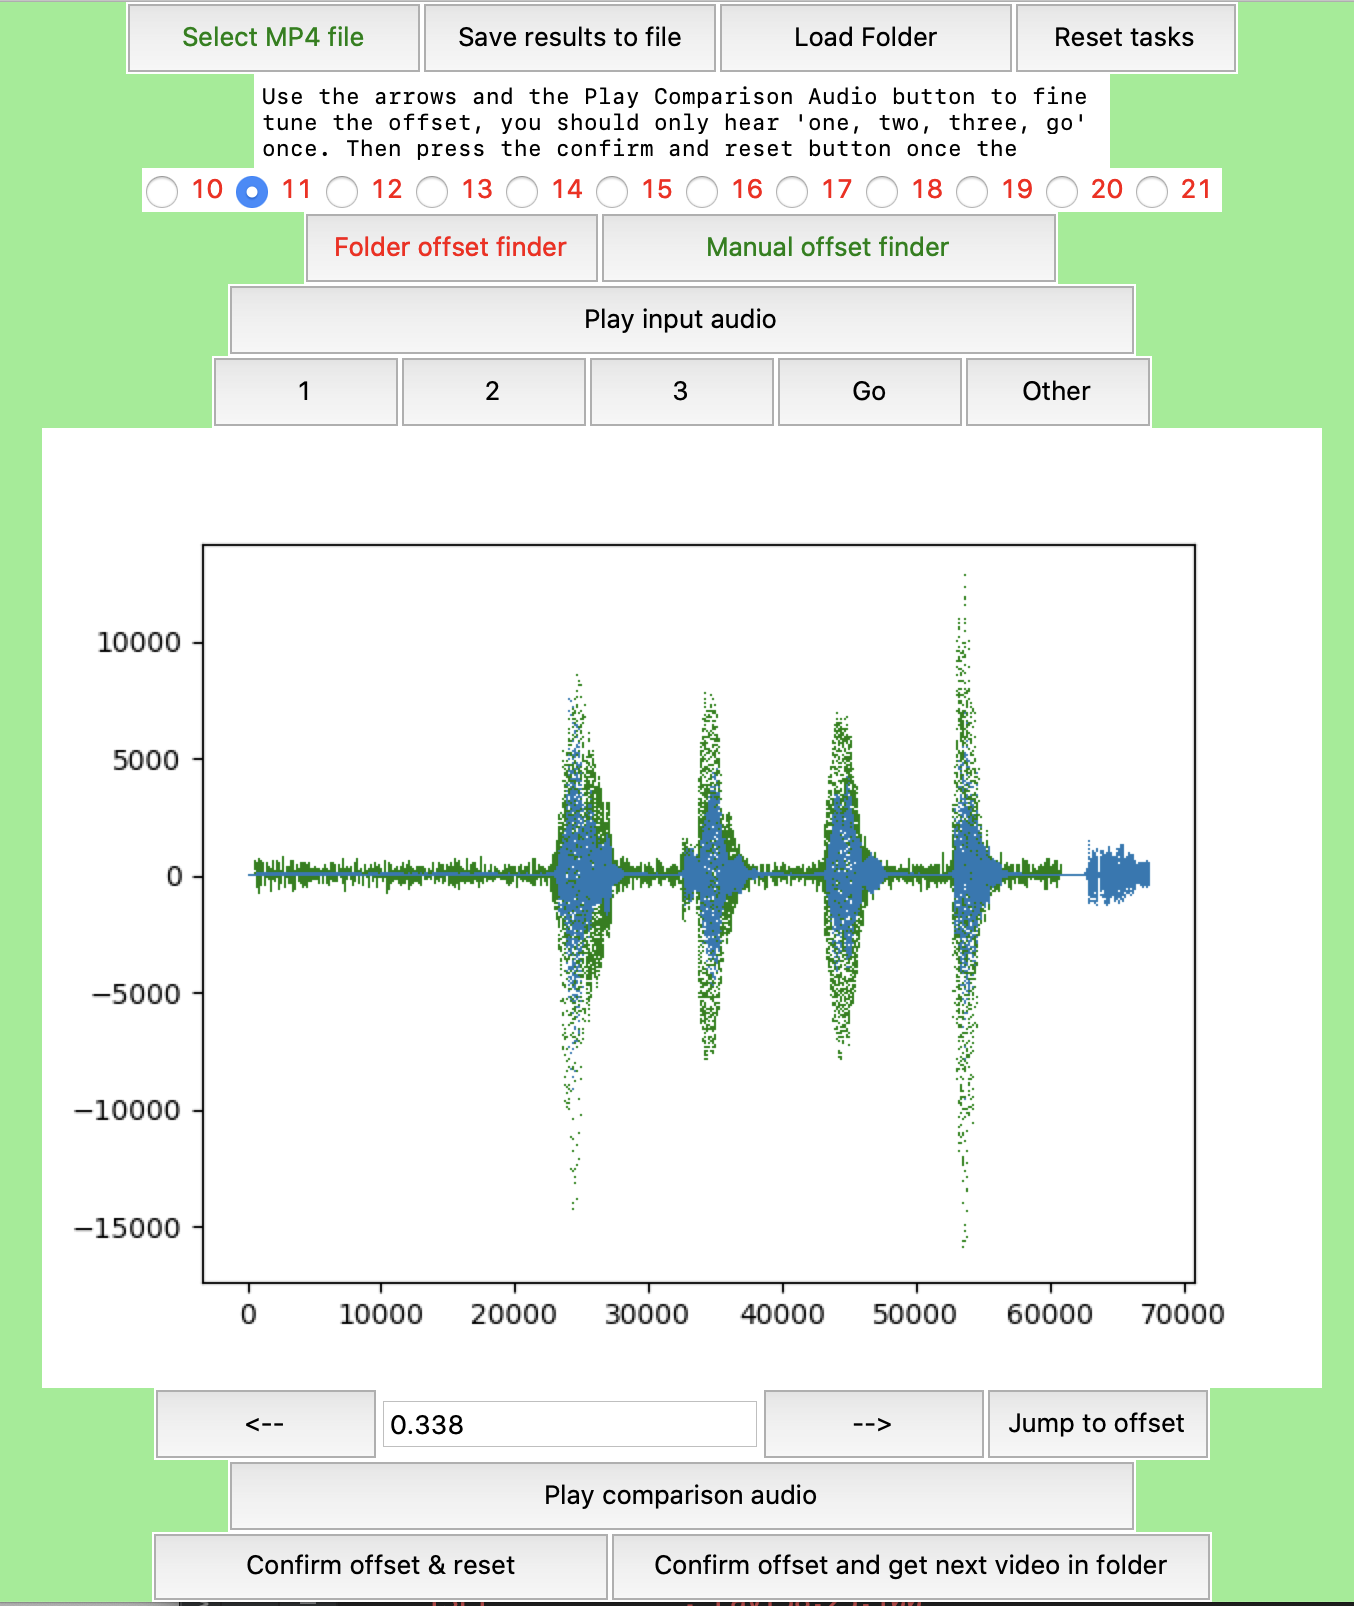 Select MP4 file Save results to file Load Folder Reset tasks
Use the arrows and the Play Comparison Audio button to fine
tune the offset, you should only hear 'one, two, three, go'
once. Then press the confirm and reset button once the
10 11 12 13 14 15 16 17 18 19 20 21
Folder offset finder Manual offset finder
Play input audio
1 2 3 Go Other
10000
5000
0
−5000
−10000
−15000
0 10000 20000 30000 40000 50000 60000 70000
<-- 0.338 --> Jump to offset
Play comparison audio
Confirm offset & reset Confirm offset and get next video in folder